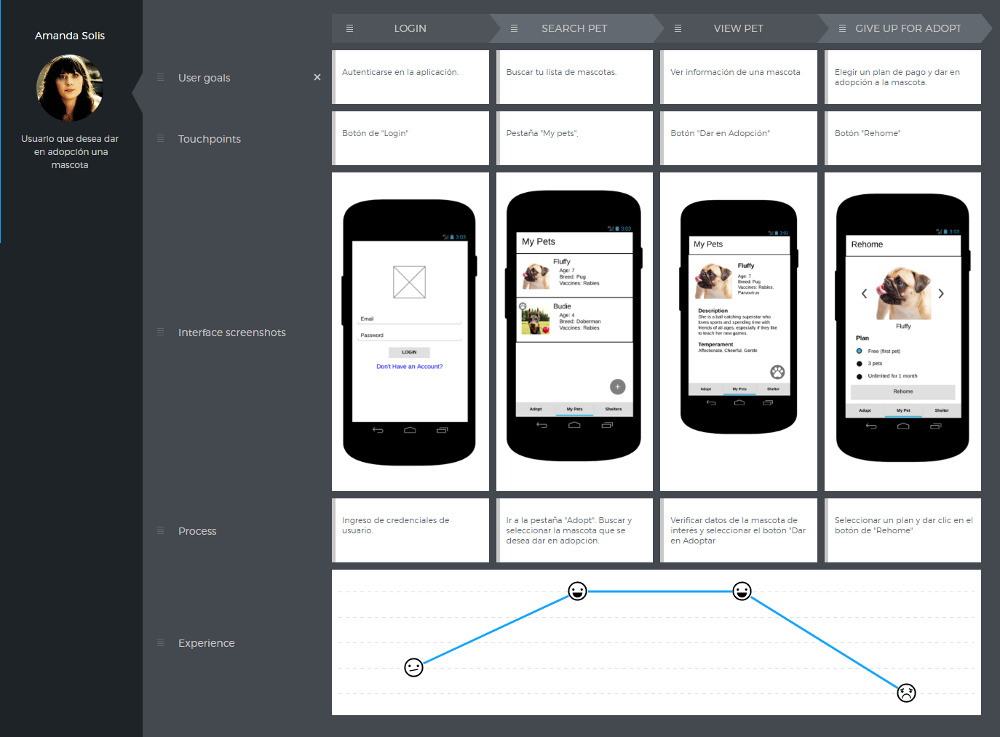 Amanda Solis
Usuario que desea dar
en adopción una
mascota
LOGIN
SEARCH PET
VIEW PET
GIVE UP FOR ADOPT
User goals
Autenticarse en la aplicación.
Buscar tu lista de mascotas.
Ver información de una mascota
Elegir un plan de pago y dar en
adopción a la mascota.
Touchpoints
Botón de "Login"
Pestaña "My pets",
Botón "Dar en Adopción"
Botón "Rehome"
Interface screenshots
3:03
Email
Password
LOGIN
Don't Have an Account?
3:03
My Pets
Fluffy
Age: 7
Breed: Pug
Vaccines: Rabies
Budie
Age: 4
Breed: Doberman
Vaccines: Rabies
+
Adopt
My Pets
Shelters
3:03
My Pets
Fluffy
Age: 7
Breed: Pug
Vaccines: Rabies,
Parvovirus
Description
She is a ball-catching superstar who
loves sports and spending time with
friends of all ages, especially if they like
to teach her new games.
Temperament
Affectionate, Cheerful, Gentle
Adopt
My Pets
Shelter
3:03
Rehome
Fluffy
Plan
Free (first pet)
3 pets
Unlimited for 1 month
Rehome
Adopt
My Pet
Shelter
Process
Ingreso de credenciales de
usuario.
Ir a la pestaña "Adopt". Buscar y
seleccionar la mascota que se
desea dar en adopción.
Verificar datos de la mascota de
interés y seleccionar el botón "Dar
en Adoptar
Seleccionar un plan y dar clic en el
botón de "Rehome"
Experience